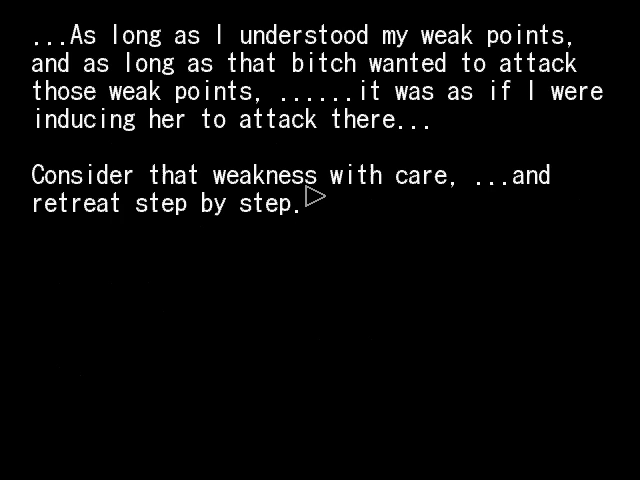 ...As long as I understood my weak points,
and as long as that bitch wanted to attack
those weak points, ......it was as if I were
inducing her to attack there...
Consider that weakness with care, ...and
retreat step by step.